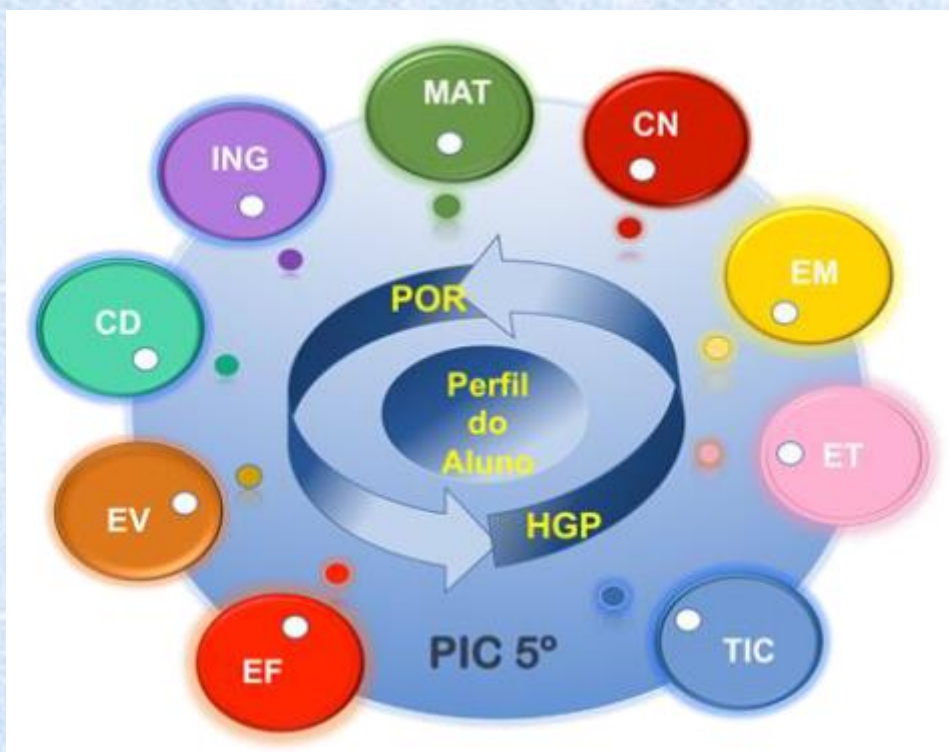 MAT
CN
ING
EM
CD
POR
Perfil
do
Aluno
ET
EV
HGP
PIC 5º
TIC
EF